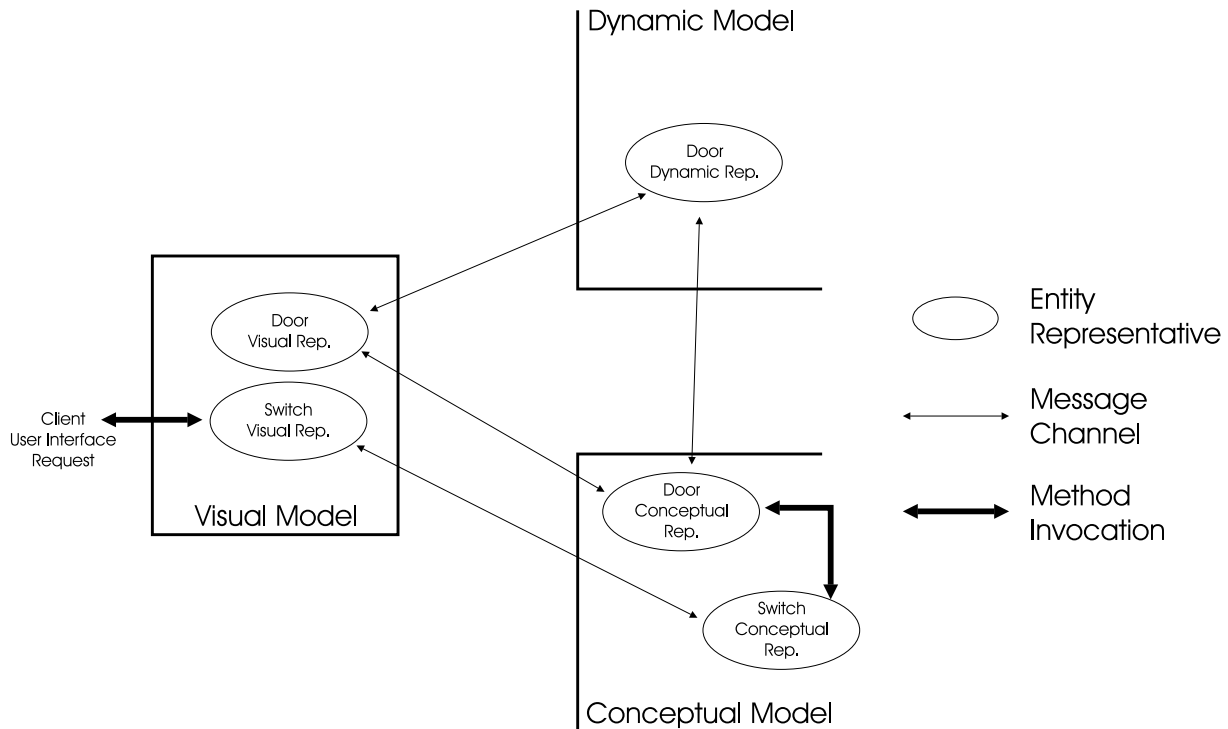 Dynamic Model
Door
Dynamic Rep.
Door
Visual Rep.
Switch
Visual Rep.
Client
User Interface
Request
Visual Model
Door
Conceptual
Rep.
Switch
Conceptual
Rep.
Conceptual Model
Entity
Representative
Message
Channel
Method
Invocation